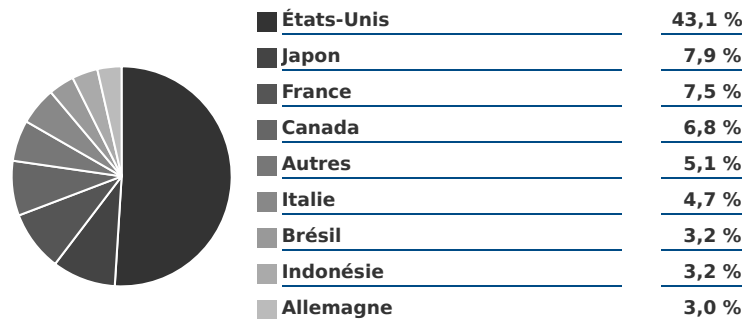 États-Unis 43,1 %
Japon 7,9 %
France 7,5 %
Canada 6,8 %
Autres 5,1 %
Italie 4,7 %
Brésil 3,2 %
Indonésie 3,2 %
Allemagne 3,0 %